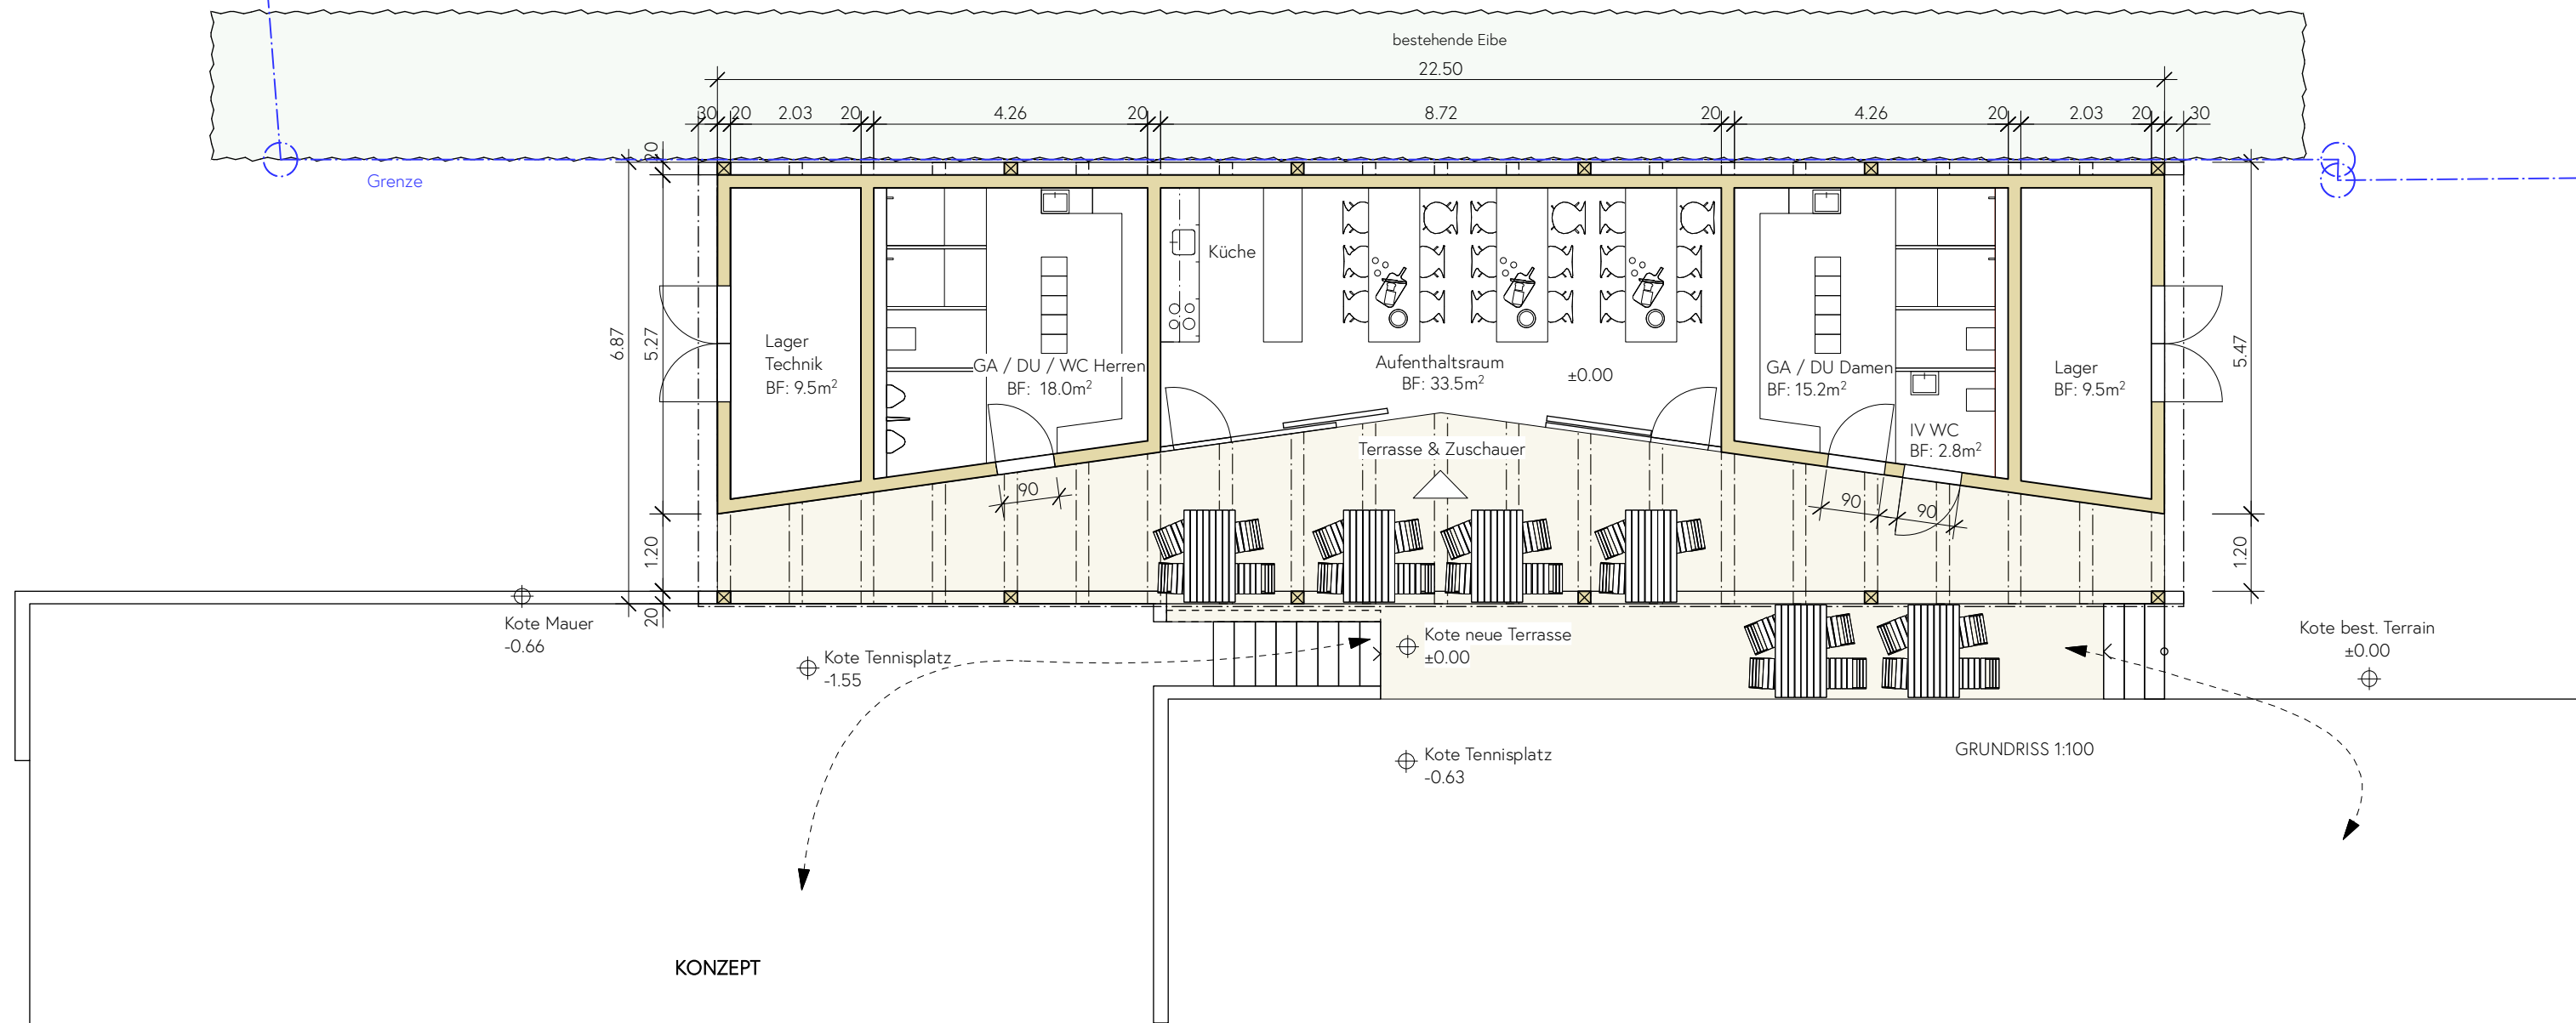 bestehende Eibe
22.50
30 20 2.03 20 4.26 20 8.72 20 4.26 20 2.03 20 30
20
Grenze
Küche
6.87
5.27
5.47
Lager
Technik
BF: 9.5m²
GA / DU / WC Herren
BF: 18.0m²
Aufenthaltsraum
BF: 33.5m²
±0.00
GA / DU Damen
BF: 15.2m²
Lager
BF: 9.5m²
IV WC
BF: 2.8m²
Terrasse & Zuschauer
90
90
90
1.20
1.20
20
Kote Mauer
-0.66
Kote Tennisplatz
-1.55
Kote neue Terrasse
±0.00
Kote best. Terrain
±0.00
Kote Tennisplatz
-0.63
GRUNDRISS 1:100
KONZEPT